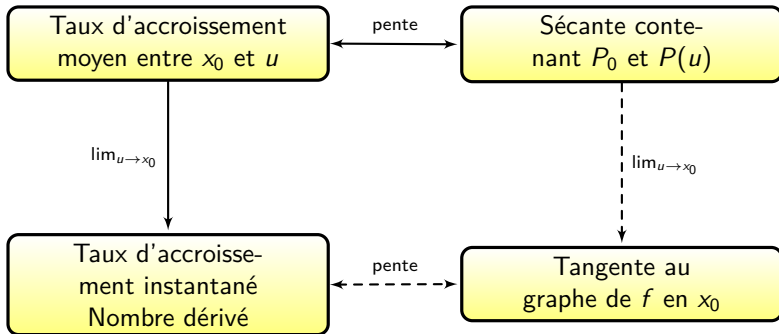 Taux d'accroissement
moyen entre x₀ et u
pente
Sécante conte-
nant P₀ et P(u)
lim_{u→x₀}
lim_{u→x₀}
Taux d'accroisse-
ment instantané
Nombre dérivé
pente
Tangente au
graphe de f en x₀